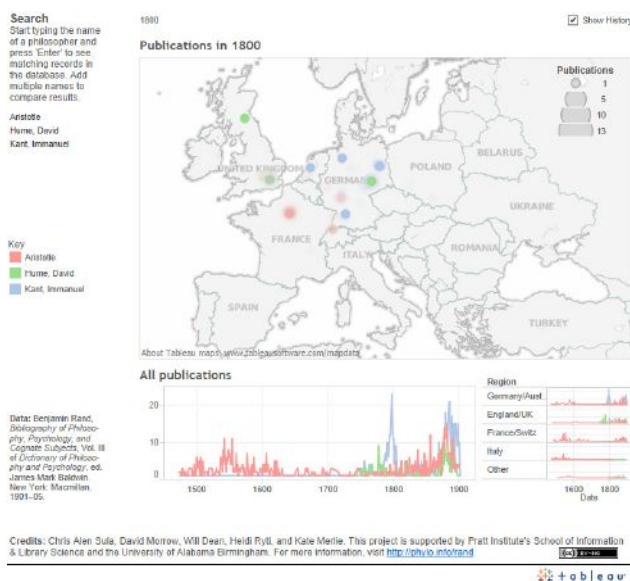 Search
Start typing the name
of a philosopher and
press 'Enter' to see
matching records in
the database. Add
multiple names to
compare results.
Aristotle
Hume, David
Kant, Immanuel
1800
Show History
Publications in 1800
Publications
1
5
10
13
UNITED KINGDOM
GERMANY
POLAND
BELARUS
UKRAINE
FRANCE
ITALY
ROMANIA
SPAIN
TURKEY
About Tableau maps: www.tableausoftware.com/mapdata
Key
Aristotle
Hume, David
Kant, Immanuel
All publications
20
10
0
1500
1600
1700
1800
1900
Region
Germany/Aust
England/UK
France/Switz
Italy
Other
1600
1800
Date
Data: Benjamin Rand,
Bibliography of Philoso-
phy, Psychology, and
Cognate Subjects, Vol. III
of Dictionary of Philoso-
phy and Psychology, ed.
James Mark Baldwin.
New York: Macmillan,
1901–05.
Credits: Chris Alen Sula, David Morrow, Will Dean, Heidi Rytl, and Kate Merlie. This project is supported by Pratt Institute's School of Information
& Library Science and the University of Alabama Birmingham. For more information, visit http://phylo.info/rand
tableau